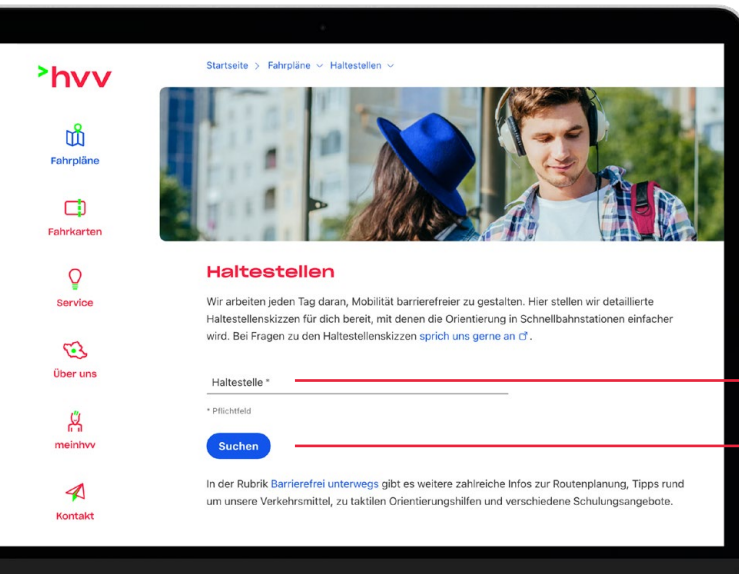 >hvv
Startseite > Fahrpläne Haltestellen
Fahrpläne
Fahrkarten
Service
Über uns
meinhvv
Kontakt
Haltestellen
Wir arbeiten jeden Tag daran, Mobilität barrierefreier zu gestalten. Hier stellen wir detaillierte
Haltestellenskizzen für dich bereit, mit denen die Orientierung in Schnellbahnstationen einfacher
wird. Bei Fragen zu den Haltestellenskizzen sprich uns gerne an.
Haltestelle *
* Pflichtfeld
Suchen
In der Rubrik Barrierefrei unterwegs gibt es weitere zahlreiche Infos zur Routenplanung, Tipps rund
um unsere Verkehrsmittel, zu taktilen Orientierungshilfen und verschiedene Schulungsangebote.